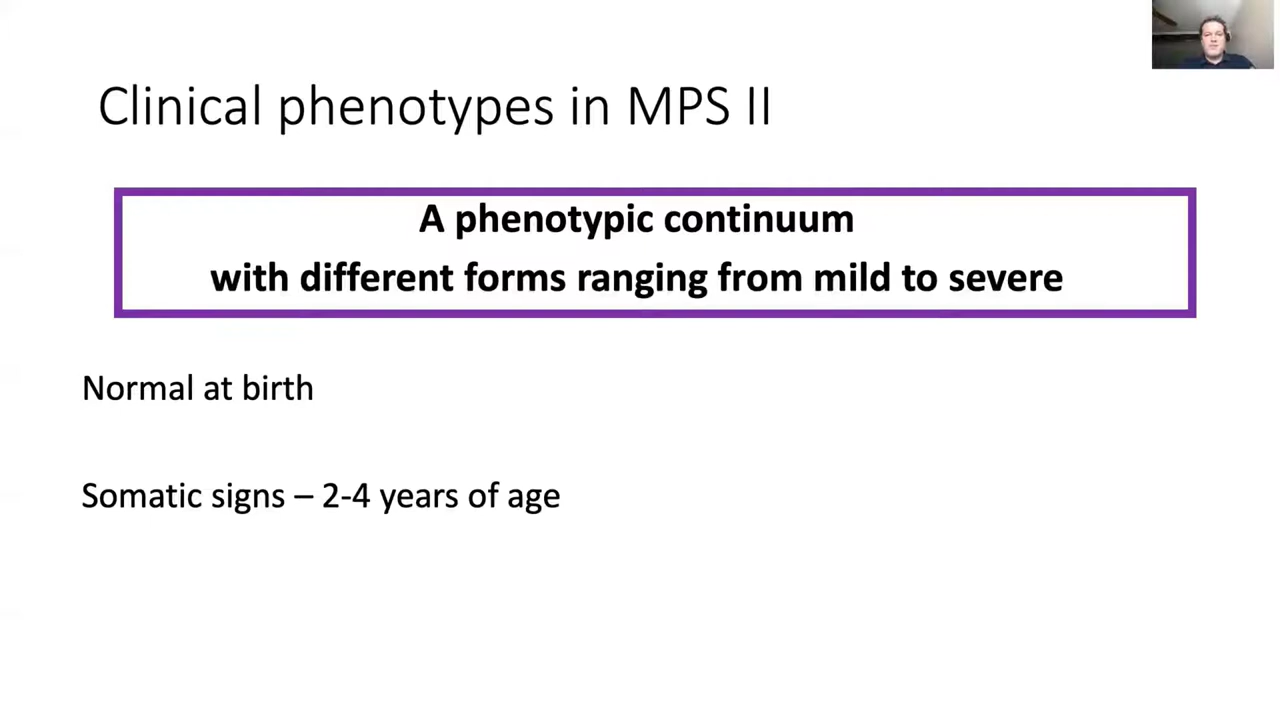 Clinical phenotypes in MPS II
A phenotypic continuum
with different forms ranging from mild to severe
Normal at birth
Somatic signs – 2-4 years of age